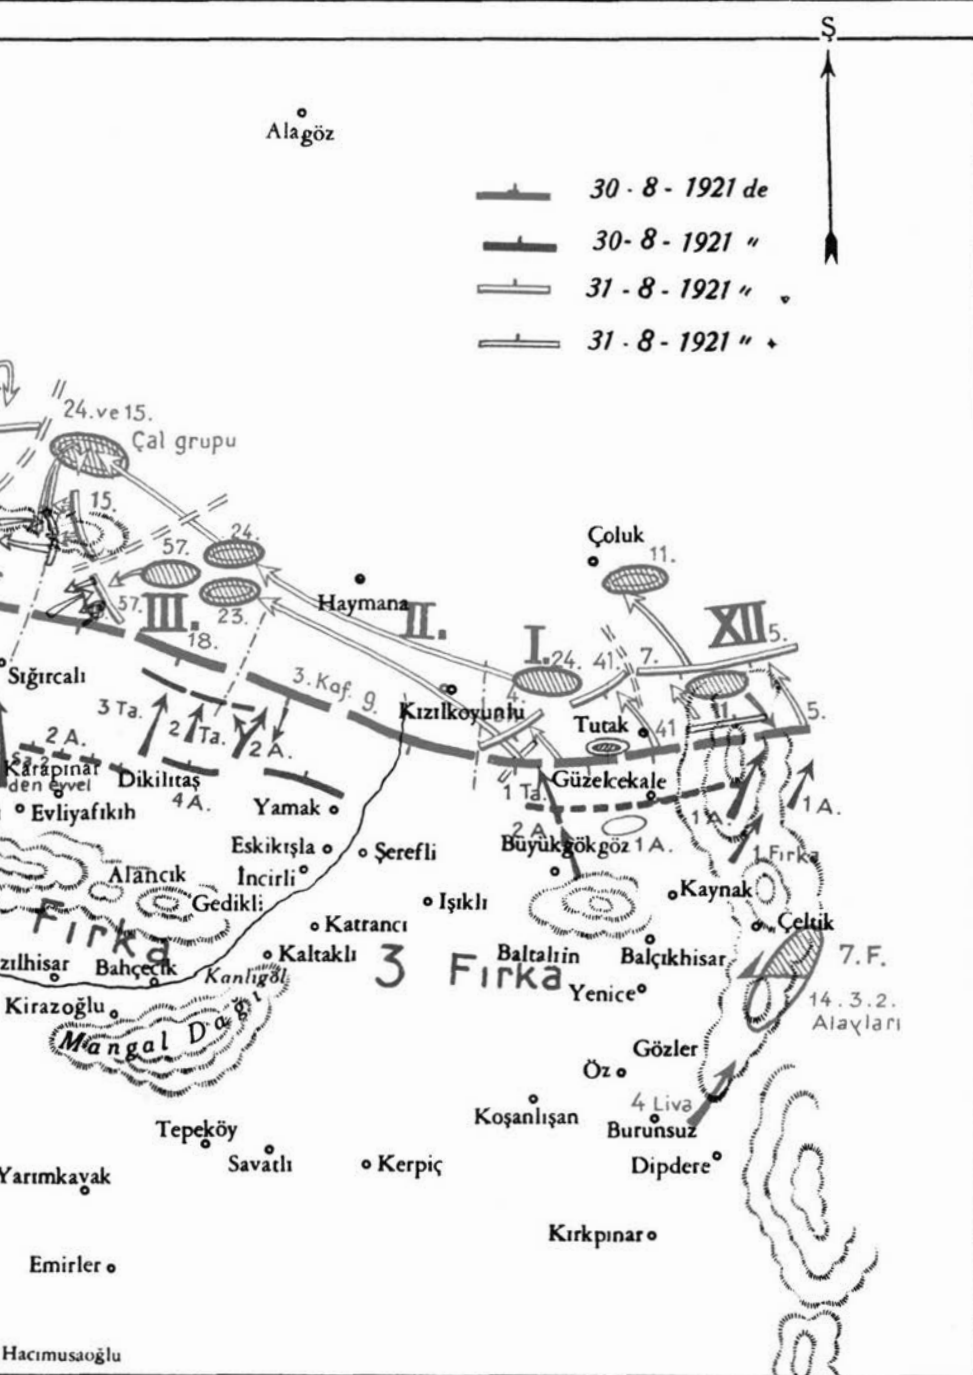 Ş
Alagöz
30 - 8 - 1921 de
30 - 8 - 1921 "
31 - 8 - 1921 "
31 - 8 - 1921 "
24. ve 15.
Çal grupu
15.
57.
24.
Çoluk
11.
57.
III.
23.
Haymana
II.
XII
5.
18.
I.
24.
41.
7.
Sığırcalı
3. Kaf. 9.
3 Ta.
2 Ta.
2 A.
Kızılkoyunlu
4.
Tutak
41
11.
5.
2 A.
Karapınar
den evvel
Dikilitaş
4 A.
Güzelcekale
1 Ta.
Evliyafıkıh
Yamak
2 A.
1 A.
1 A.
Büyükgökgöz
1 A.
Eskikışla
Şerefli
1 Fırka
Alancık
İncirli
Gedikli
Işıklı
Kaynak
Fırka
Katrancı
Çeltik
zılhisar
Bahçecik
Kaltaklı
3 Fırka
Baltalıin
Balçıkhisar
7. F.
Kanlıgöl
Yenice
14. 3. 2.
Alayları
Kirazoğlu
Mangal Dağı
Gözler
Öz
4 Liva
Koşanlışan
Burunsuz
Tepeköy
Savatlı
Kerpiç
Dipdere
Yarımkavak
Kırkpınar
Emirler
Hacımusaoğlu